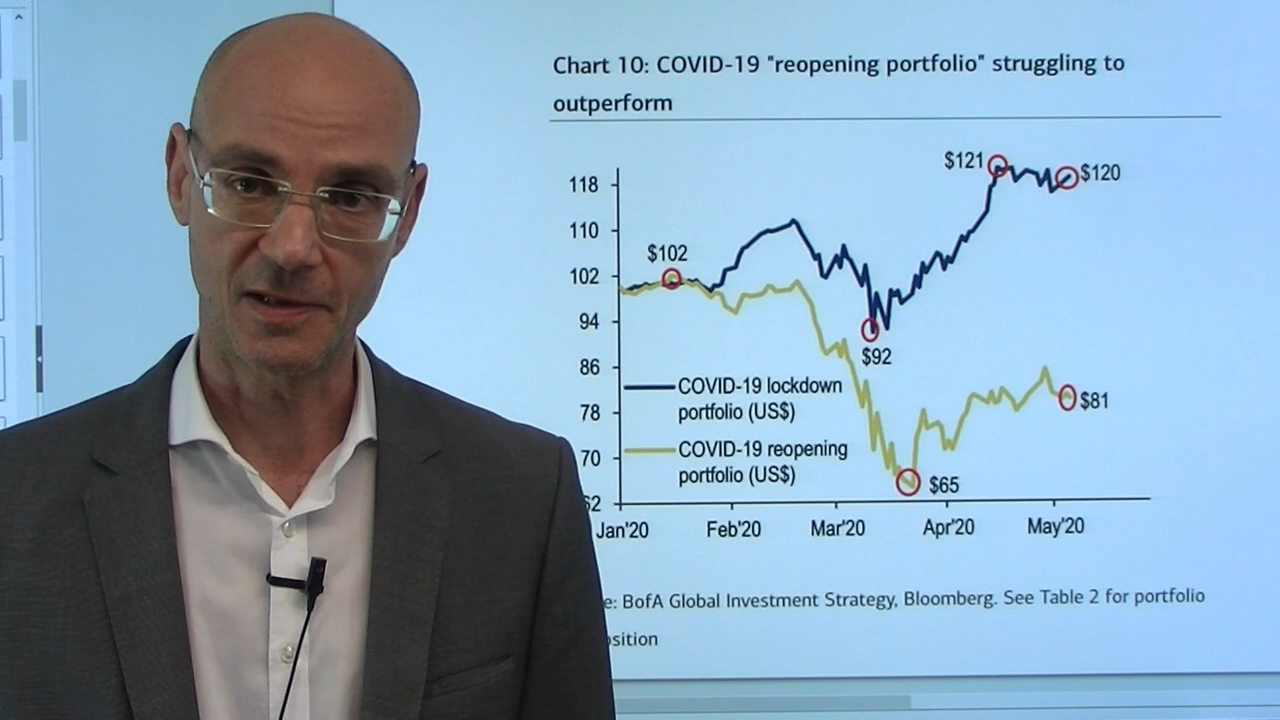 Chart 10: COVID-19 "reopening portfolio" struggling to
outperform
118
110
102
94
86
78
70
$102
$121
$120
$92
$81
$65
COVID-19 lockdown
portfolio (US$)
COVID-19 reopening
portfolio (US$)
Jan'20 Feb'20 Mar'20 Apr'20 May'20
BofA Global Investment Strategy, Bloomberg. See Table 2 for portfolio